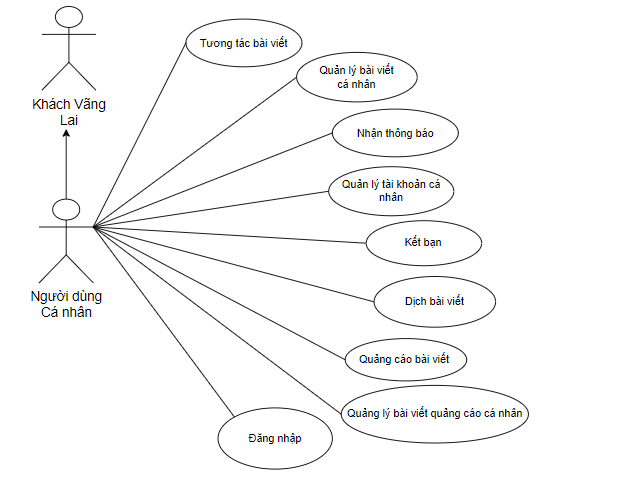 Tương tác bài viết
Quản lý bài viết
cá nhân
Khách Vãng
Lai
Nhận thông báo
Quản lý tài khoản cá
nhân
Kết bạn
Người dùng
Cá nhân
Dịch bài viết
Quảng cáo bài viết
Quảng lý bài viết quảng cáo cá nhân
Đăng nhập